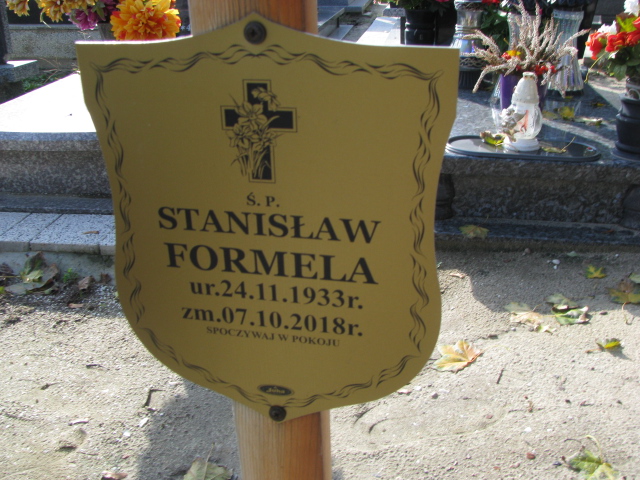 Ś. P.
STANISŁAW
FORMELA
ur.24.11.1933r.
zm.07.10.2018r.
SPOCZYWAJ W POKOJU